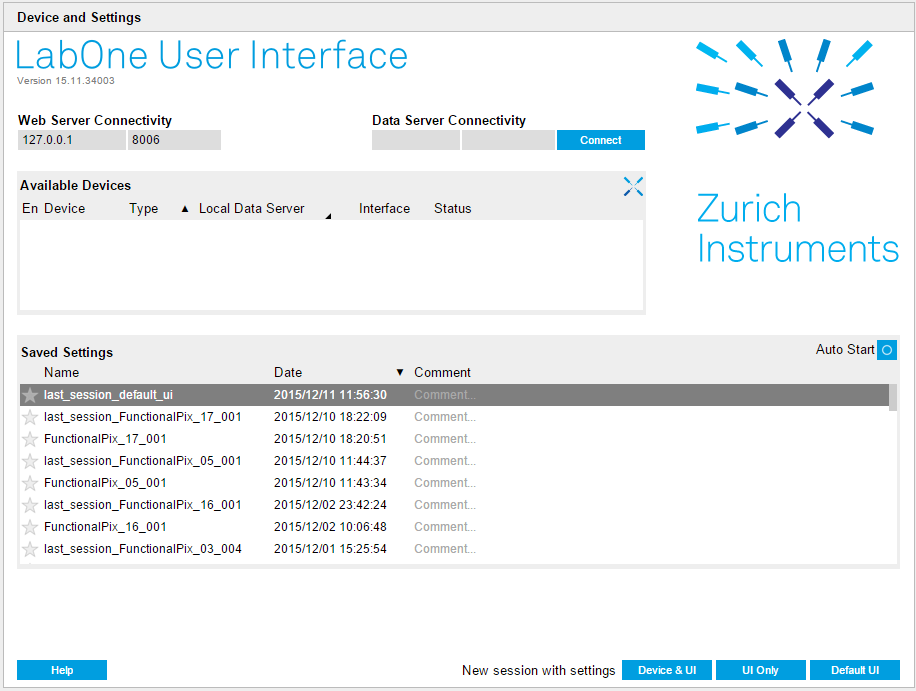 Device and Settings
LabOne User Interface
Version 15.11.34003
Web Server Connectivity
Data Server Connectivity
127.0.0.1 8006
Connect
Available Devices
En Device Type ▲ Local Data Server Interface Status
Zurich
Instruments
Saved Settings
Auto Start
Name Date ▼ Comment
last_session_default_ui 2015/12/11 11:56:30 Comment...
last_session_FunctionalPix_17_001 2015/12/10 18:22:09 Comment...
FunctionalPix_17_001 2015/12/10 18:20:51 Comment...
last_session_FunctionalPix_05_001 2015/12/10 11:44:37 Comment...
FunctionalPix_05_001 2015/12/10 11:43:34 Comment...
last_session_FunctionalPix_16_001 2015/12/02 23:42:24 Comment...
FunctionalPix_16_001 2015/12/02 10:06:48 Comment...
last_session_FunctionalPix_03_004 2015/12/01 15:25:54 Comment...
Help
New session with settings Device & UI UI Only Default UI